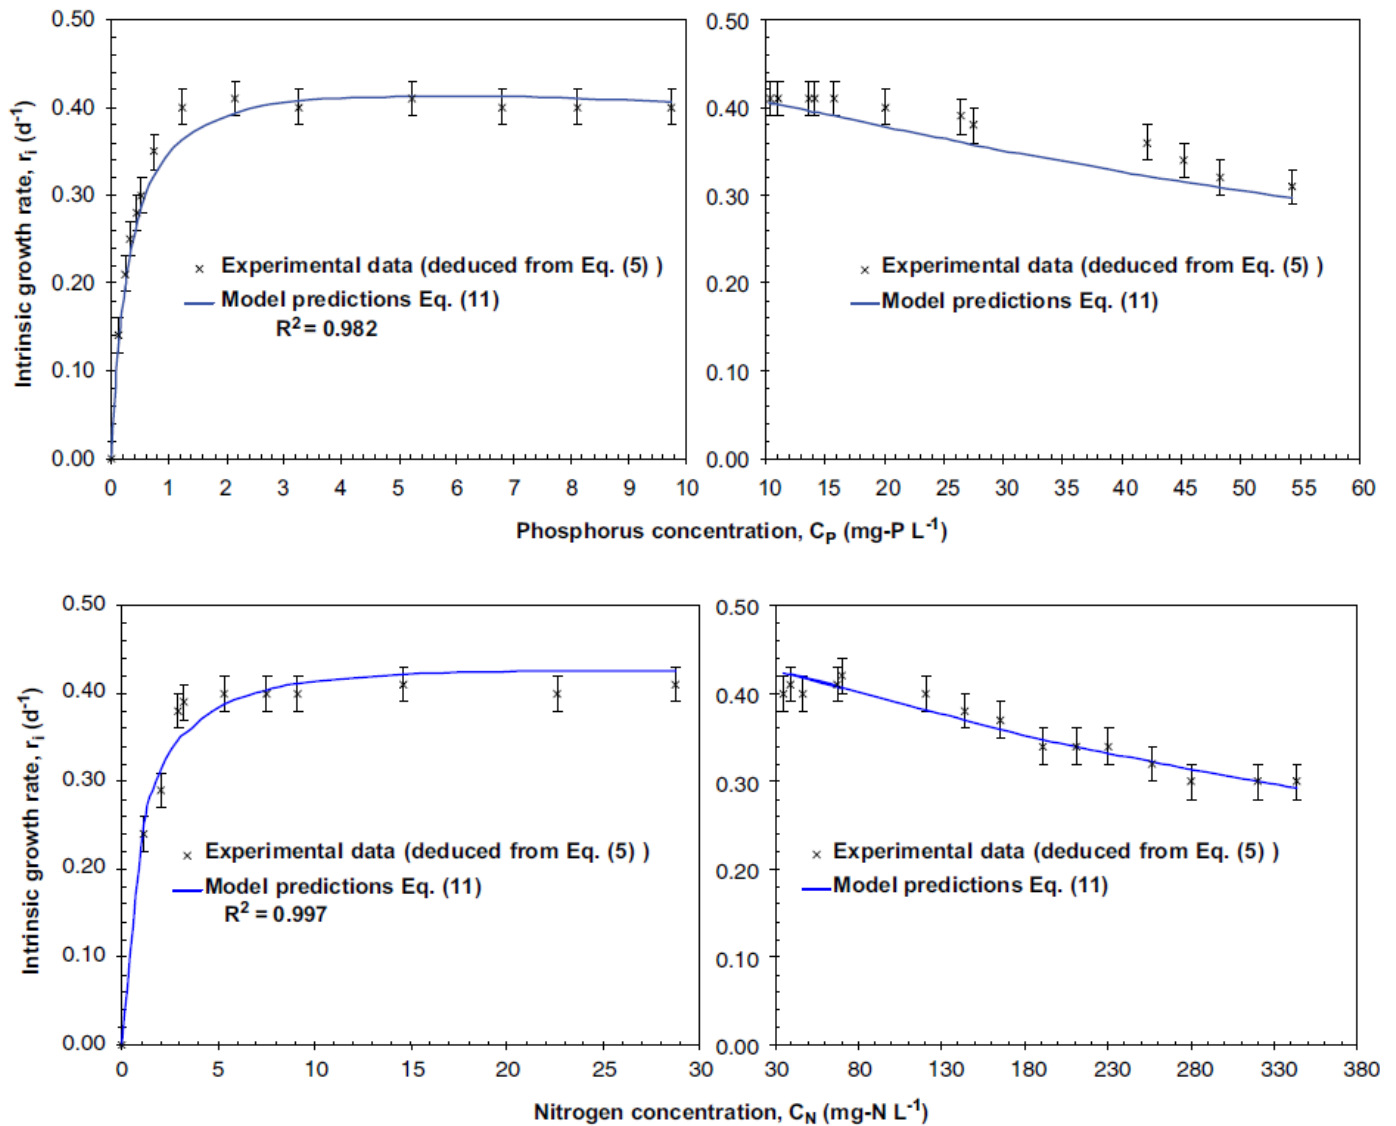 0.50
0.40
0.30
0.20
0.10
0.00
Intrinsic growth rate, rᵢ (d⁻¹)
× Experimental data (deduced from Eq. (5) )
Model predictions Eq. (11)
R² = 0.982
0 1 2 3 4 5 6 7 8 9 10
0.50
0.40
0.30
0.20
0.10
0.00
× Experimental data (deduced from Eq. (5) )
Model predictions Eq. (11)
10 15 20 25 30 35 40 45 50 55 60
Phosphorus concentration, C_P (mg-P L⁻¹)
0.50
0.40
0.30
0.20
0.10
0.00
Intrinsic growth rate, rᵢ (d⁻¹)
× Experimental data (deduced from Eq. (5) )
Model predictions Eq. (11)
R² = 0.997
0 5 10 15 20 25 30
0.50
0.40
0.30
0.20
0.10
0.00
× Experimental data (deduced from Eq. (5) )
Model predictions Eq. (11)
30 80 130 180 230 280 330 380
Nitrogen concentration, C_N (mg-N L⁻¹)